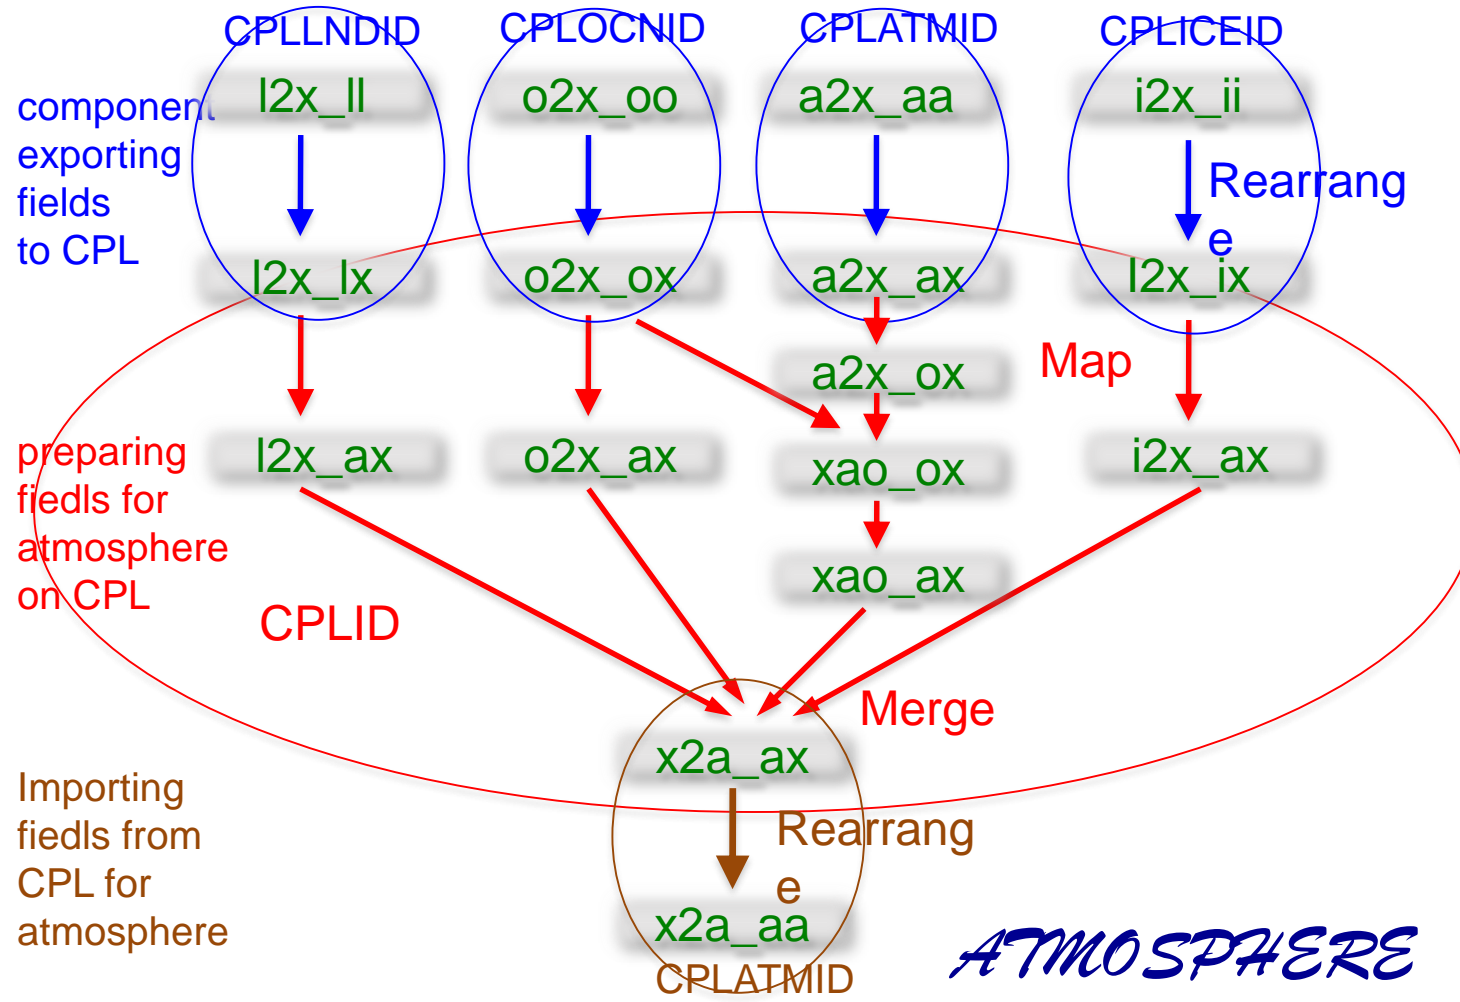 CPLLNDID CPLOCNID CPLATMID CPLICEID
l2x_ll o2x_oo a2x_aa i2x_ii
component
exporting
fields
to CPL
Rearrang
e
l2x_lx o2x_ox a2x_ax I2x_ix
a2x_ox
Map
preparing
fiedls for
atmosphere
on CPL
l2x_ax o2x_ax xao_ox i2x_ax
xao_ax
CPLID
Merge
x2a_ax
Importing
fiedls from
CPL for
atmosphere
Rearrang
e
x2a_aa
CPLATMID
ATMOSPHERE